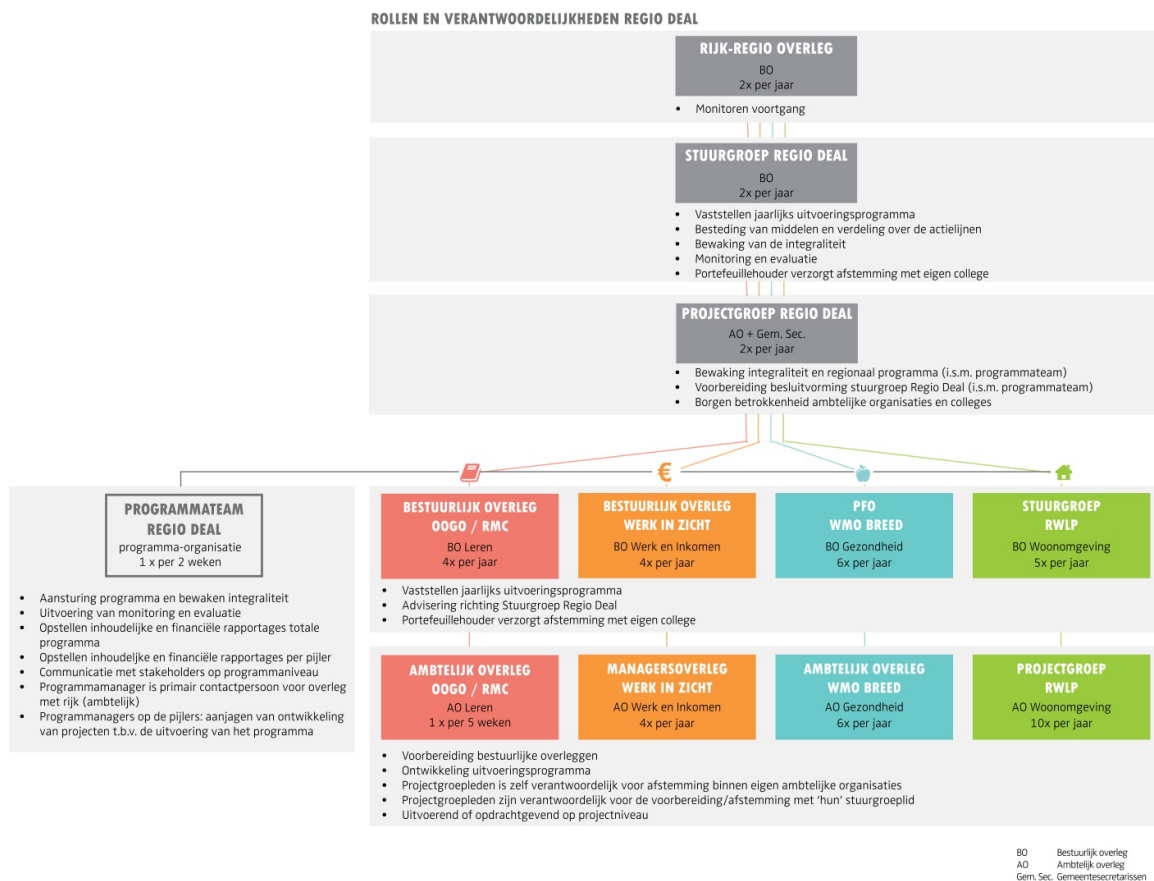 ROLLEN EN VERANTWOORDELIJKHEDEN REGIO DEAL
RIJK-REGIO OVERLEG
BO
2x per jaar
• Monitoren voortgang
STUURGROEP REGIO DEAL
BO
2x per jaar
• Vaststellen jaarlijks uitvoeringsprogramma
• Besteding van middelen en verdeling over de actielijnen
• Bewaking van de integraliteit
• Monitoring en evaluatie
• Portefeuillehouder verzorgt afstemming met eigen college
PROJECTGROEP REGIO DEAL
AO + Gem. Sec.
2x per jaar
• Bewaking integraliteit en regionaal programma (i.s.m. programmateam)
• Voorbereiding besluitvorming stuurgroep Regio Deal (i.s.m. programmateam)
• Borgen betrokkenheid ambtelijke organisaties en colleges
PROGRAMMATEAM
REGIO DEAL
programma-organisatie
1 x per 2 weken
• Aansturing programma en bewaken integraliteit
• Uitvoering van monitoring en evaluatie
• Opstellen inhoudelijke en financiële rapportages totale
programma
• Opstellen inhoudeljke en financiële rapportages per pijler
• Communicatie met stakeholders op programmaniveau
• Programmamanager is primair contactpersoon voor overleg
met rijk (ambtelijk)
• Programmanagers op de pijlers: aanjagen van ontwikkeling
van projecten t.b.v. de uitvoering van het programma
BESTUURLIJK OVERLEG
OOGO / RMC
BO Leren
4x per jaar
€
BESTUURLIJK OVERLEG
WERK IN ZICHT
BO Werk en Inkomen
4x per jaar
PFO
WMO BREED
BO Gezondheid
6x per jaar
STUURGROEP
RWLP
BO Woonomgeving
5x per jaar
• Vaststellen jaarlijks uitvoeringsprogramma
• Advisering richting Stuurgroep Regio Deal
• Portefeuillehouder verzorgt afstemming met eigen college
AMBTELIJK OVERLEG
OOGO / RMC
AO Leren
1 x per 5 weken
MANAGERSOVERLEG
WERK IN ZICHT
AO Werk en Inkomen
4x per jaar
AMBTELIJK OVERLEG
WMO BREED
AO Gezondheid
6x per jaar
PROJECTGROEP
RWLP
AO Woonomgeving
10x per jaar
• Voorbereiding bestuurlijke overleggen
• Ontwikkeling uitvoeringsprogramma
• Projectgroepleden is zelf verantwoordelijk voor afstemming binnen eigen ambtelijke organisaties
• Projectgroepleden zijn verantwoordelijk voor de voorbereiding/afstemming met ‘hun’ stuurgroeplid
• Uitvoerend of opdrachtgevend op projectniveau
BO Bestuurlijk overleg
AO Ambtelijk overleg
Gem. Sec. Gemeentesecretarissen